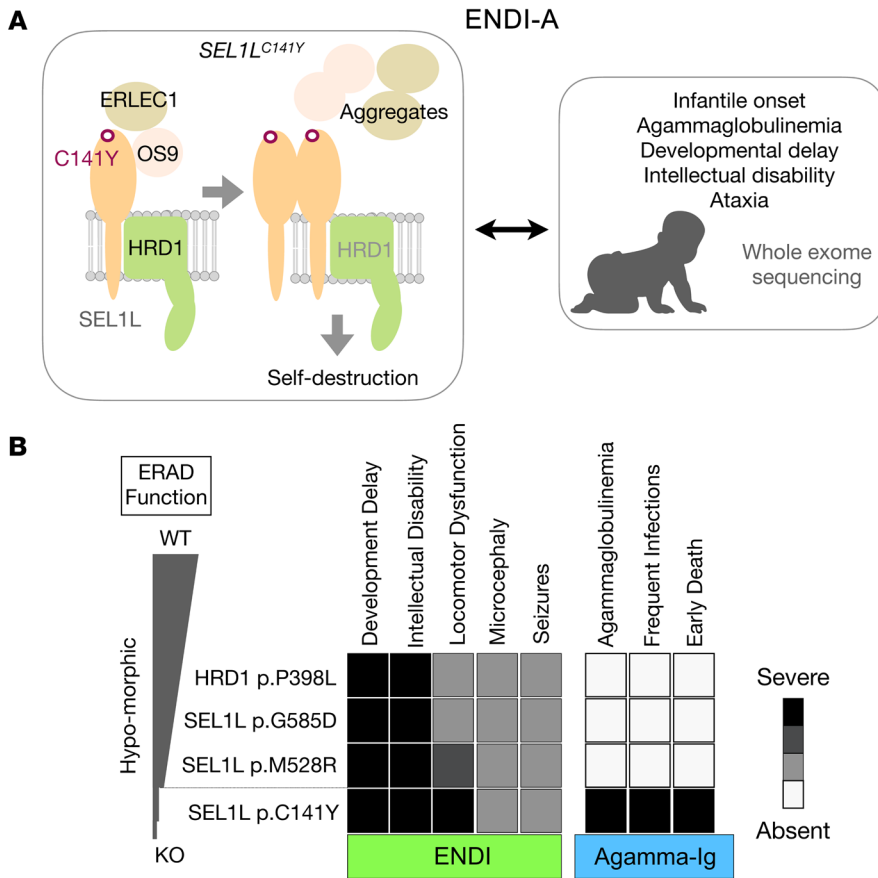 A
ENDI-A
SEL1L^C141Y
ERLEC1
C141Y
OS9
HRD1
SEL1L
Aggregates
HRD1
Self-destruction
Infantile onset
Agammaglobulinemia
Developmental delay
Intellectual disability
Ataxia
Whole exome
sequencing
B
ERAD
Function
WT
Hypo-morphic
KO
Development Delay
Intellectual Disability
Locomotor Dysfunction
Microcephaly
Seizures
Agammaglobulinemia
Frequent Infections
Early Death
HRD1 p.P398L
SEL1L p.G585D
SEL1L p.M528R
SEL1L p.C141Y
ENDI
Agamma-Ig
Severe
Absent